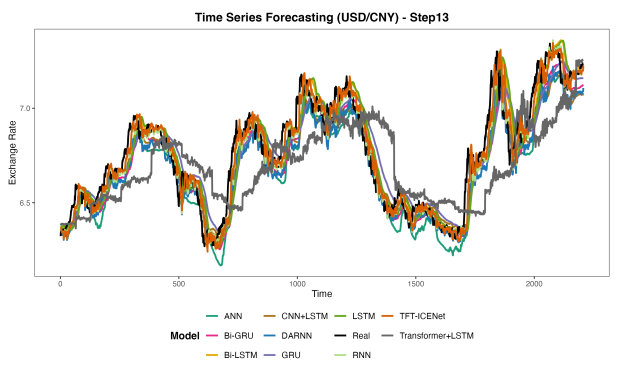 Time Series Forecasting (USD/CNY) - Step13
Exchange Rate
7.0
6.5
0 500 1000 1500 2000
Time
Model
ANN CNN+LSTM LSTM TFT-ICENet
Bi-GRU DARNN Real Transformer+LSTM
Bi-LSTM GRU RNN